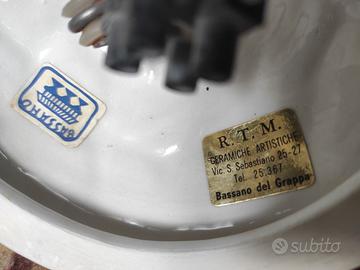 BASSANO
R. T. M.
CERAMICHE ARTISTICHE
Vic. S. Sebastiano 25-27
Tel. 25.367
Bassano del Grappa
subito